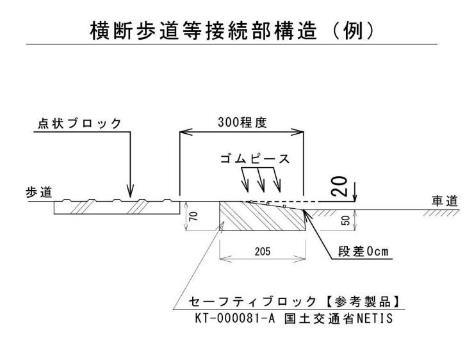 横断歩道等接続部構造（例）
300程度
点状ブロック
ゴムピース
歩道
20
車道
70
50
205
段差0cm
セーフティブロック【参考製品】
KT-000081-A 国土交通省NETIS